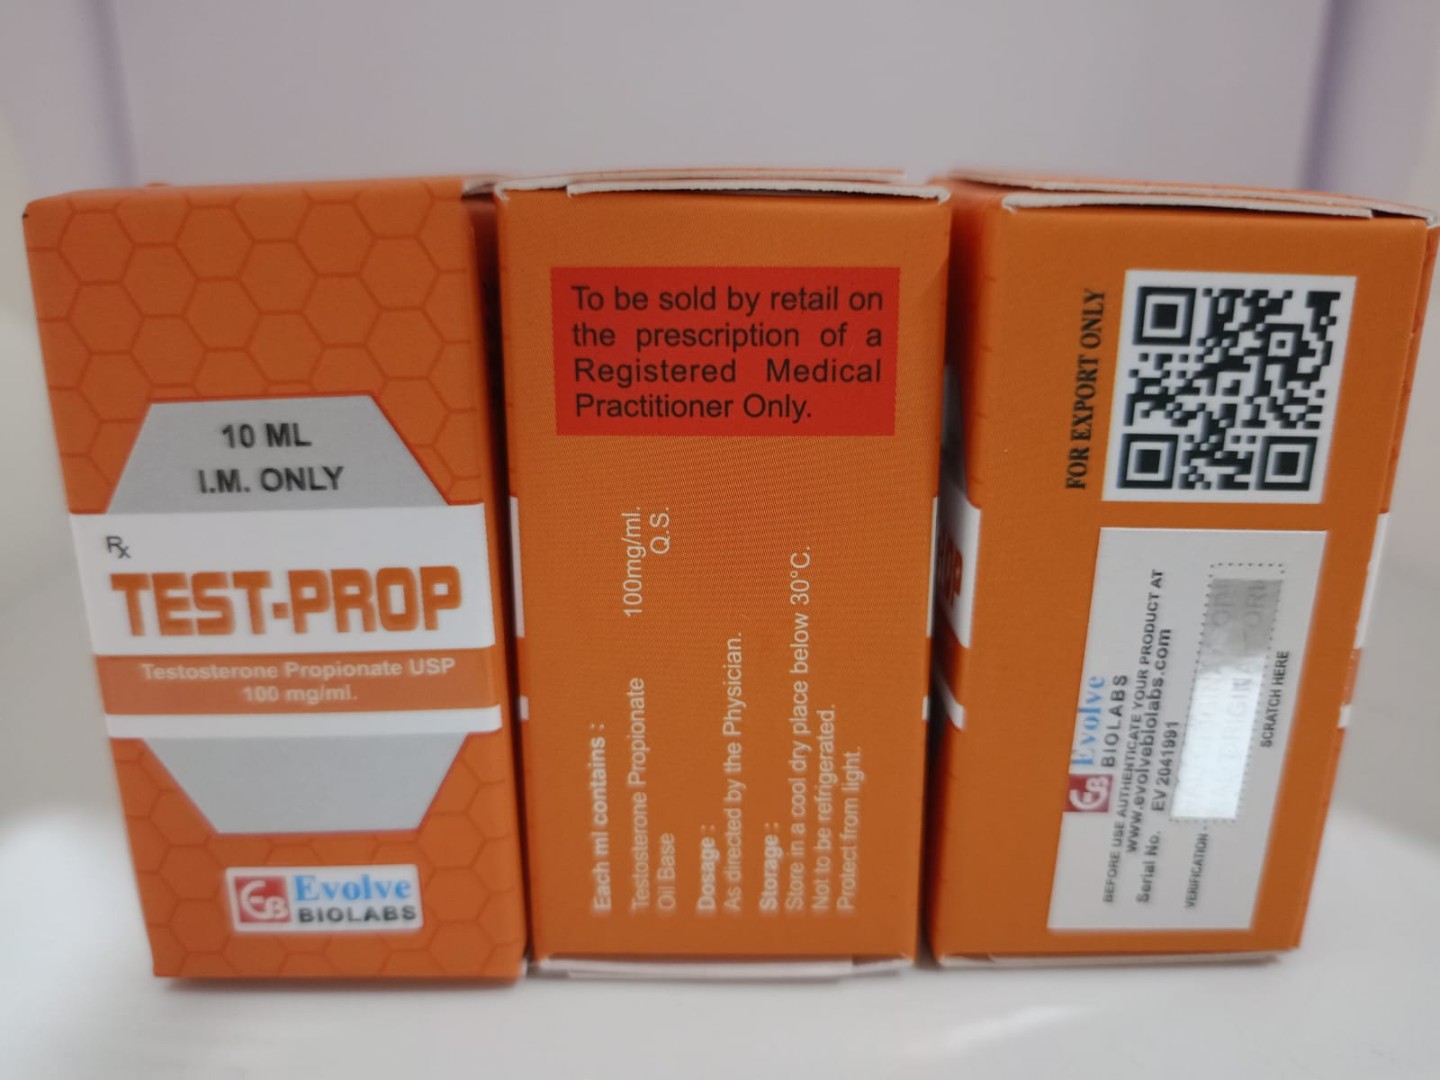 10 ML
I.M. ONLY
Rx
TEST-PROP
Testosterone Propionate USP
100 mg/ml.
EB Evolve
BIOLABS
To be sold by retail on
the prescription of a
Registered Medical
Practitioner Only.
Each ml contains :
Testosterone Propionate 100mg/ml.
Oil Base Q.S.
Dosage :
As directed by the Physician.
Storage :
Store in a cool dry place below 30°C.
Not to be refrigerated.
Protect from light.
FOR EXPORT ONLY
EB Evolve
BIOLABS
BEFORE USE AUTHENTICATE YOUR PRODUCT AT
www.evolvebiolabs.com
Serial No. EV 2041991
VERIFICATION -
SCRATCH HERE